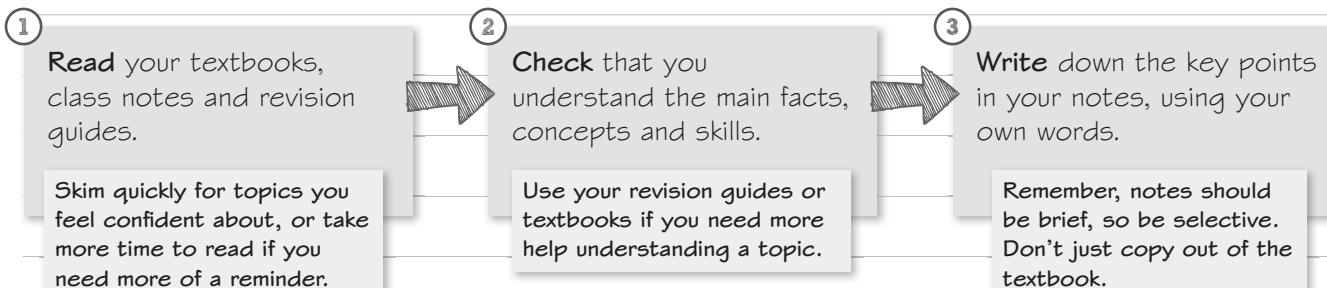 1
Read your textbooks,
class notes and revision
guides.
Skim quickly for topics you
feel confident about, or take
more time to read if you
need more of a reminder.
2
Check that you
understand the main facts,
concepts and skills.
Use your revision guides or
textbooks if you need more
help understanding a topic.
3
Write down the key points
in your notes, using your
own words.
Remember, notes should
be brief, so be selective.
Don't just copy out of the
textbook.